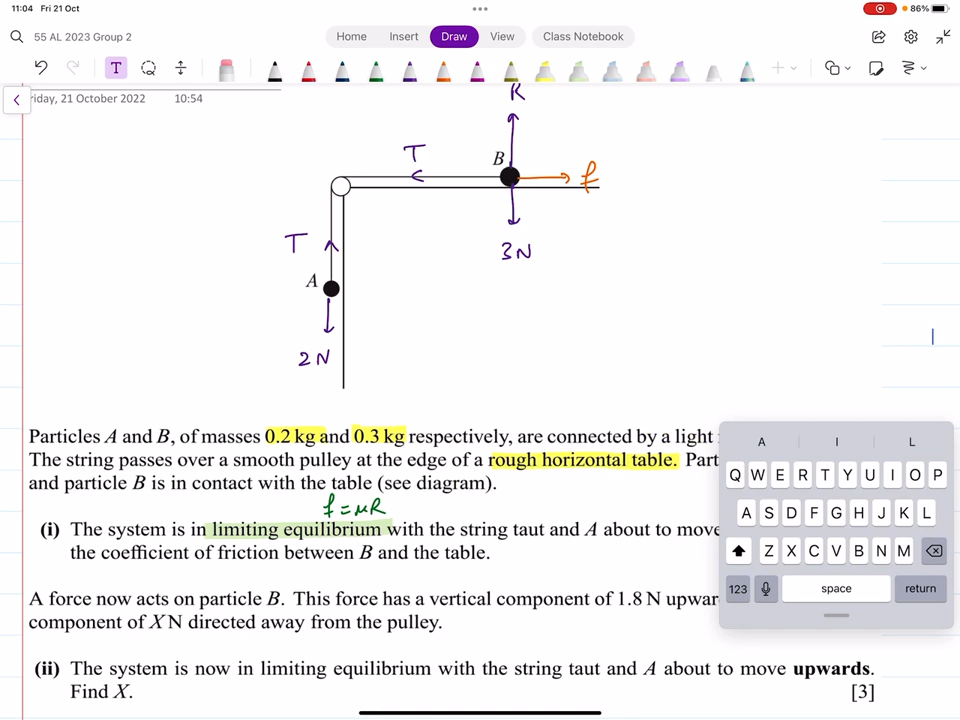 11:04 Fri 21 Oct
86%
55 AL 2023 Group 2
Home Insert Draw View Class Notebook
T
riday, 21 October 2022 10:54
R
T
B
f
3N
T
A
2N
Particles A and B, of masses 0.2 kg and 0.3 kg respectively, are connected by a light
The string passes over a smooth pulley at the edge of a rough horizontal table. Part
and particle B is in contact with the table (see diagram).
f = μR
(i) The system is in limiting equilibrium with the string taut and A about to move
the coefficient of friction between B and the table.
A force now acts on particle B. This force has a vertical component of 1.8 N upwar
component of X N directed away from the pulley.
(ii) The system is now in limiting equilibrium with the string taut and A about to move upwards.
Find X. [3]
A I L
Q W E R T Y U I O P
A S D F G H J K L
Z X C V B N M
123 space return